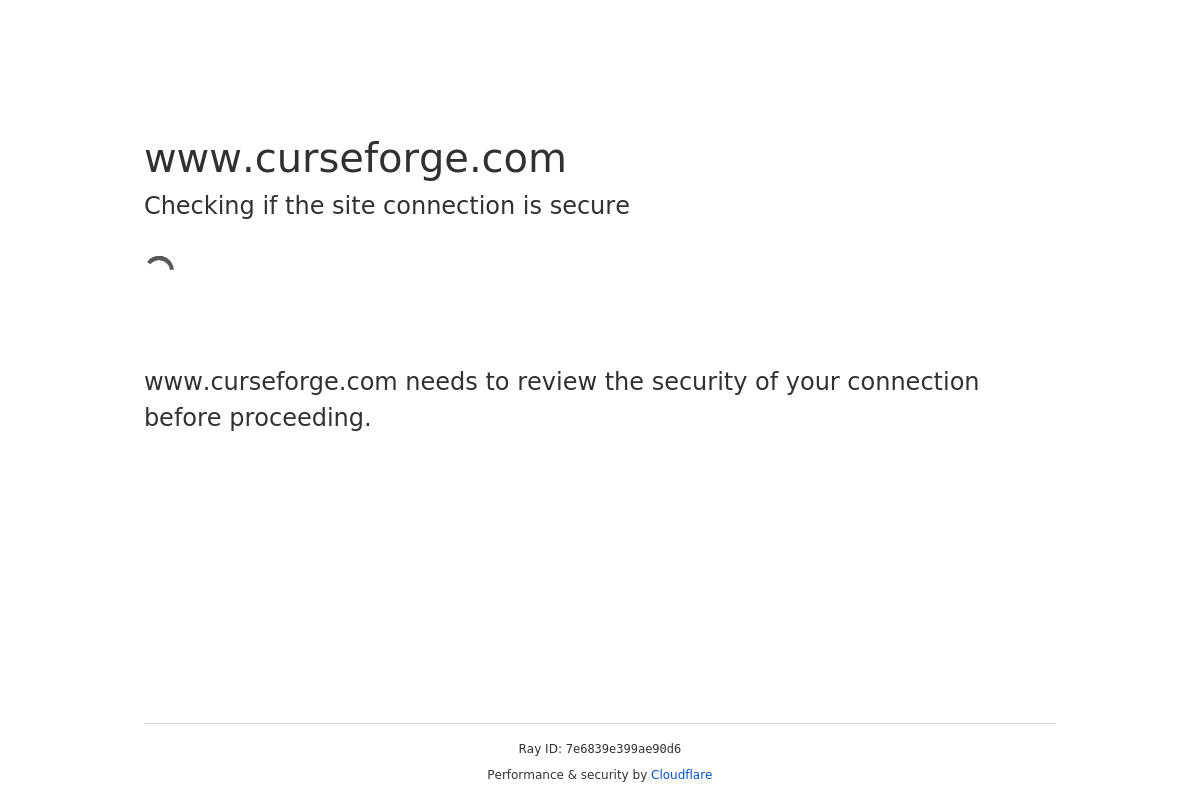 www.curseforge.com
Checking if the site connection is secure
www.curseforge.com needs to review the security of your connection
before proceeding.
Ray ID: 7e6839e399ae90d6
Performance & security by Cloudflare